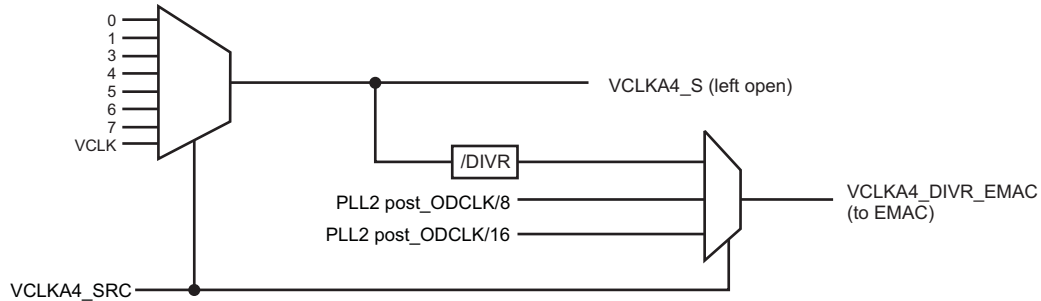 0
1
3
4
5
6
7
VCLK
VCLKA4_S (left open)
/DIVR
PLL2 post_ODCLK/8
PLL2 post_ODCLK/16
VCLKA4_DIVR_EMAC
(to EMAC)
VCLKA4_SRC